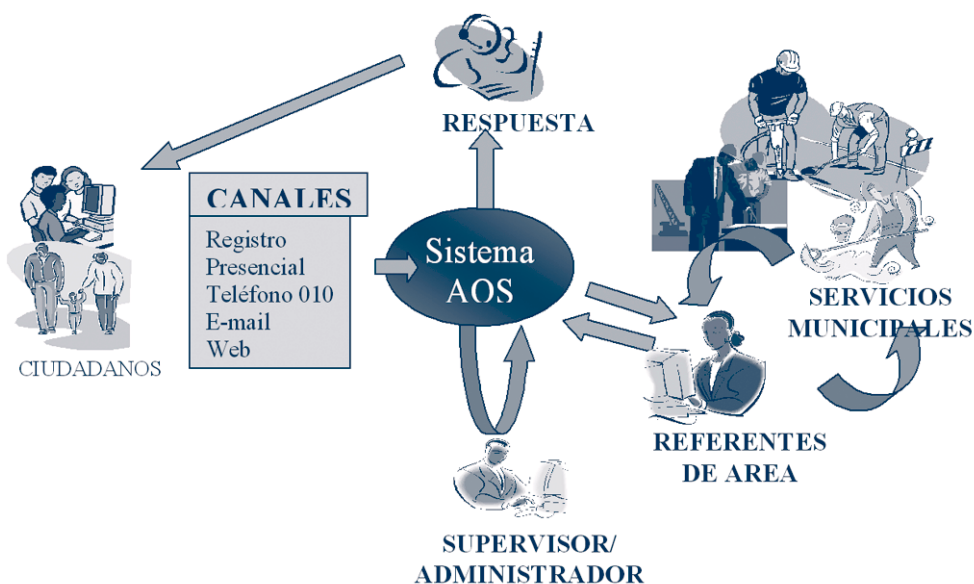 RESPUESTA
CANALES
Registro
Presencial
Teléfono 010
E-mail
Web
CIUDADANOS
Sistema
AOS
SERVICIOS
MUNICIPALES
REFERENTES
DE AREA
SUPERVISOR/
ADMINISTRADOR